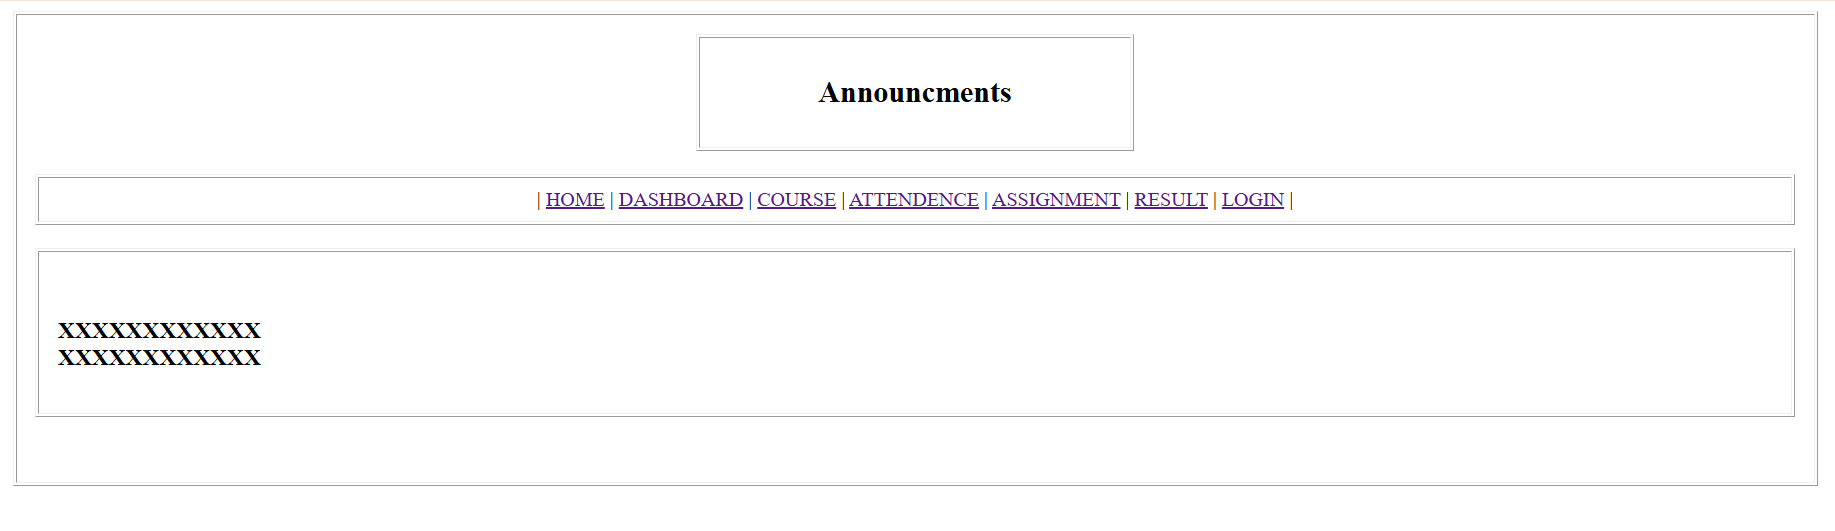 Announcments
| HOME | DASHBOARD | COURSE | ATTENDENCE | ASSIGNMENT | RESULT | LOGIN |
XXXXXXXXXXXX
XXXXXXXXXXXX